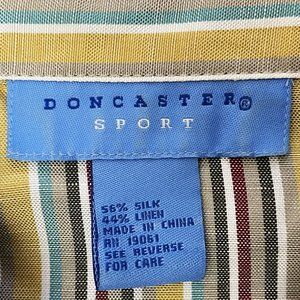 DONCASTER®
SPORT
56% SILK
44% LINEN
MADE IN CHINA
RN 19061
SEE REVERSE
FOR CARE